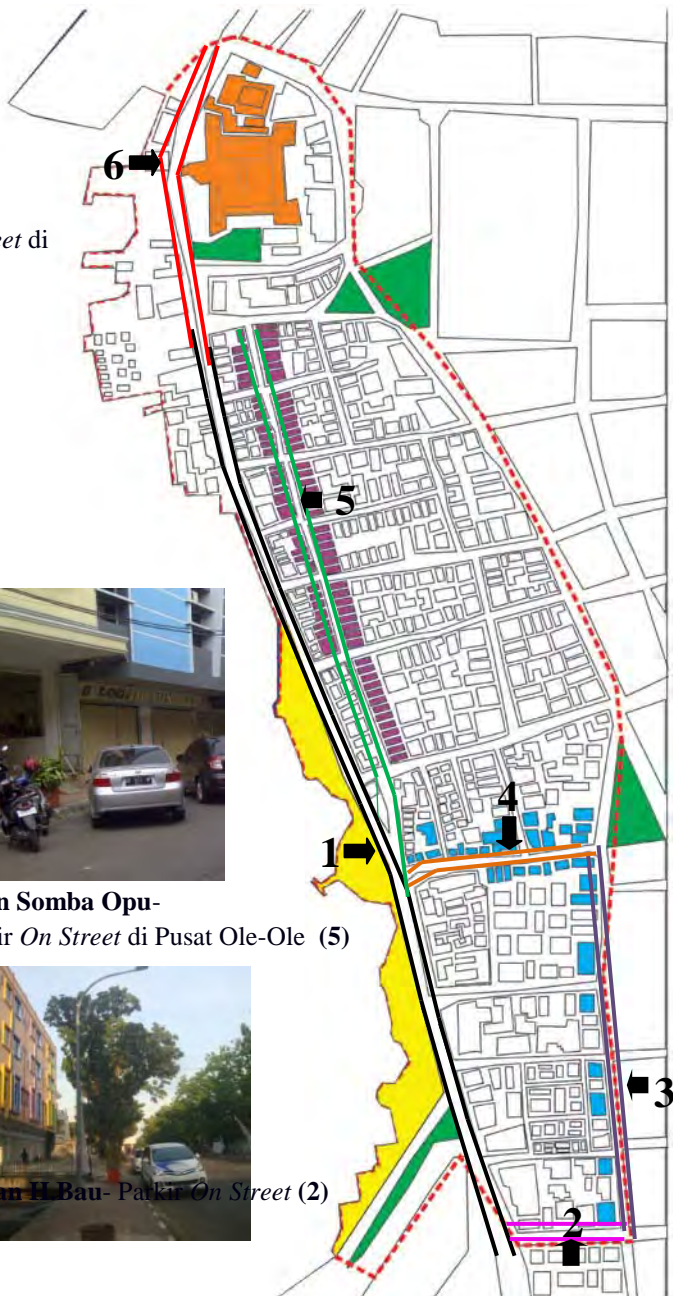 6
et di
5
4
1
n Somba Opu-
ir On Street di Pusat Ole-Ole (5)
3
an H.Bau- Parkir On Street (2)
2